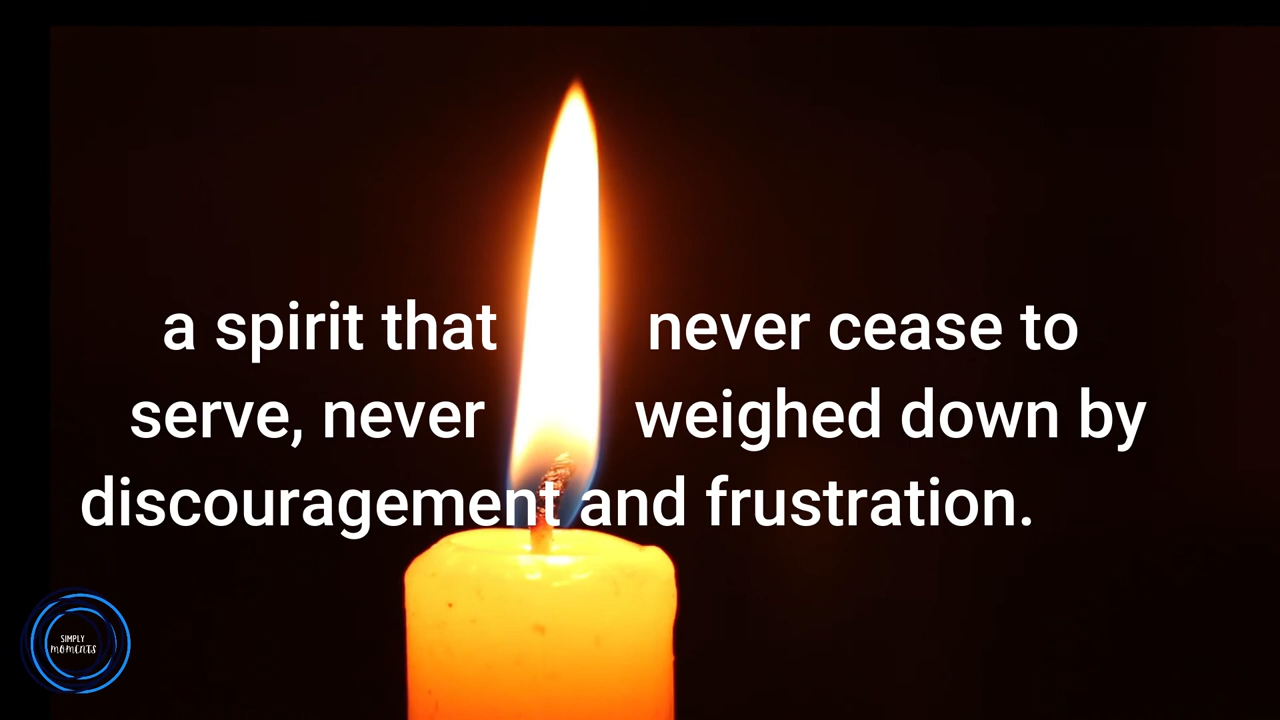 a spirit that never cease to
serve, never weighed down by
discouragement and frustration.
SIMPLY
MOMENTS